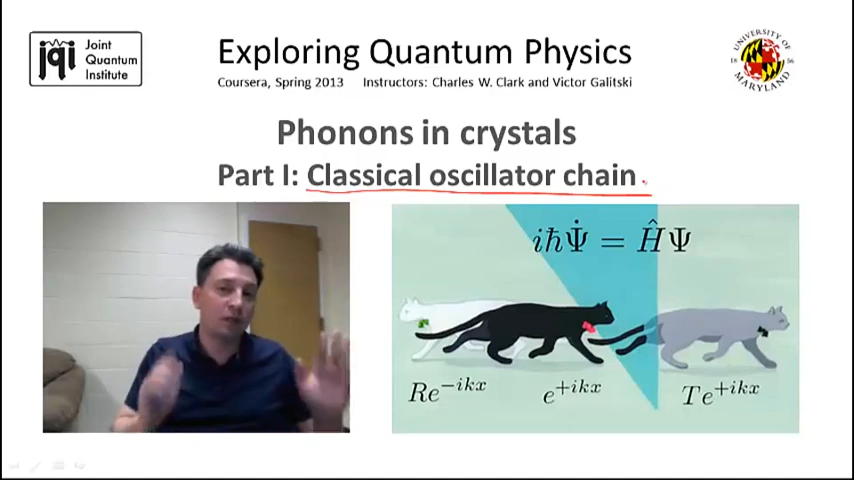 jqi
Joint
Quantum
Institute
Exploring Quantum Physics
Coursera, Spring 2013 Instructors: Charles W. Clark and Victor Galitski
UNIVERSITY OF
18 56
MARYLAND
Phonons in crystals
Part I: Classical oscillator chain
iħΨ̇ = ĤΨ
Re^{-ikx} e^{+ikx} Te^{+ikx}